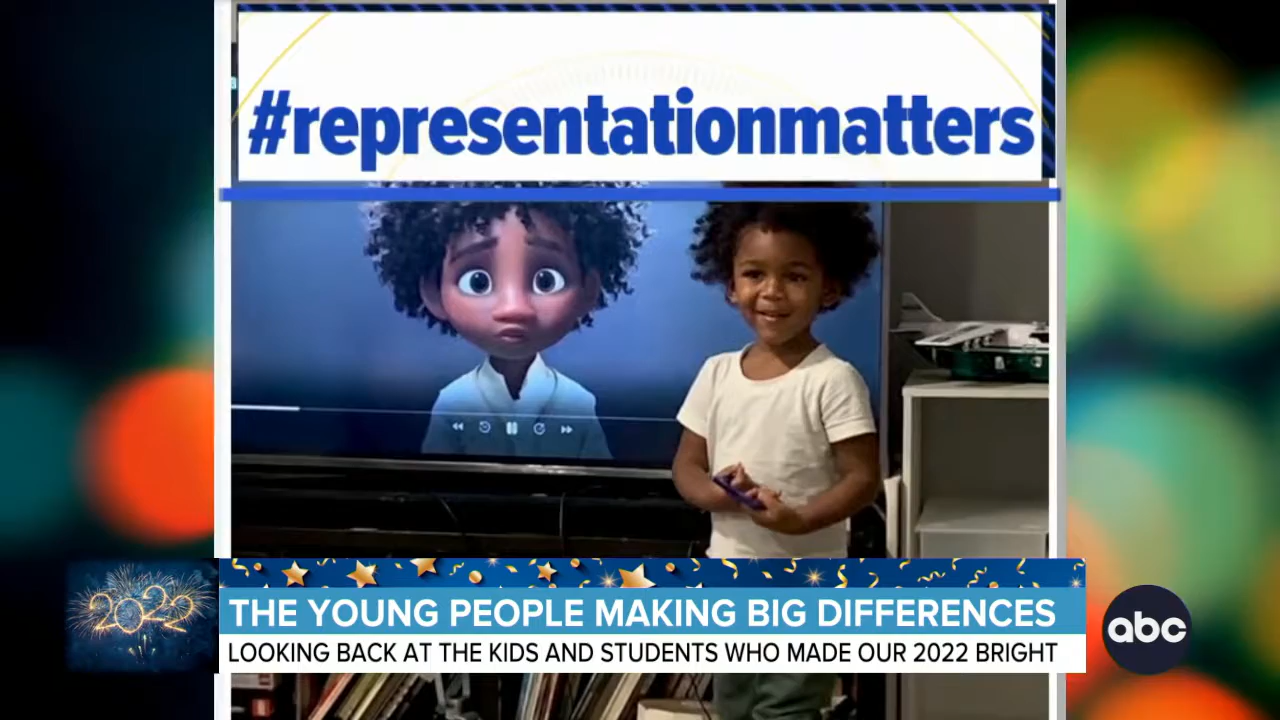 #representationmatters
2022
THE YOUNG PEOPLE MAKING BIG DIFFERENCES
LOOKING BACK AT THE KIDS AND STUDENTS WHO MADE OUR 2022 BRIGHT
abc